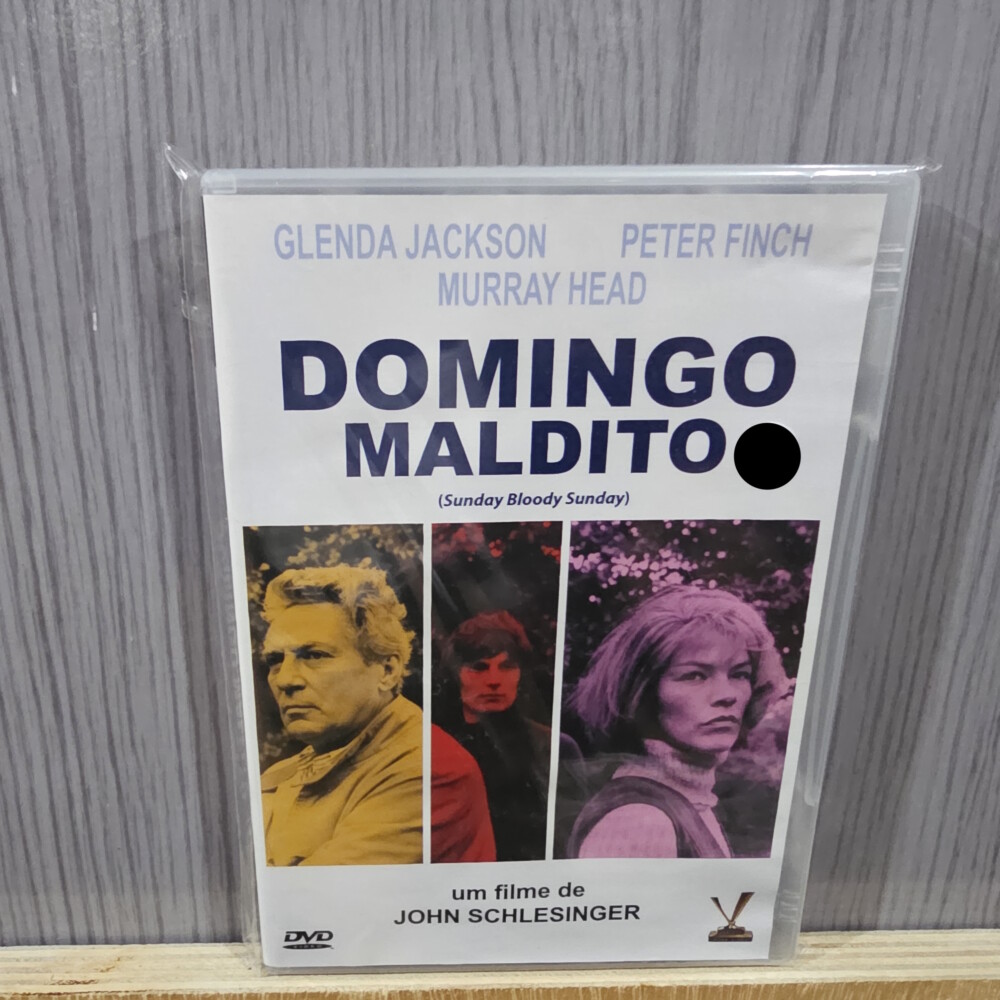 GLENDA JACKSON PETER FINCH
MURRAY HEAD
DOMINGO
MALDITO
(Sunday Bloody Sunday)
um filme de
JOHN SCHLESINGER
DVD